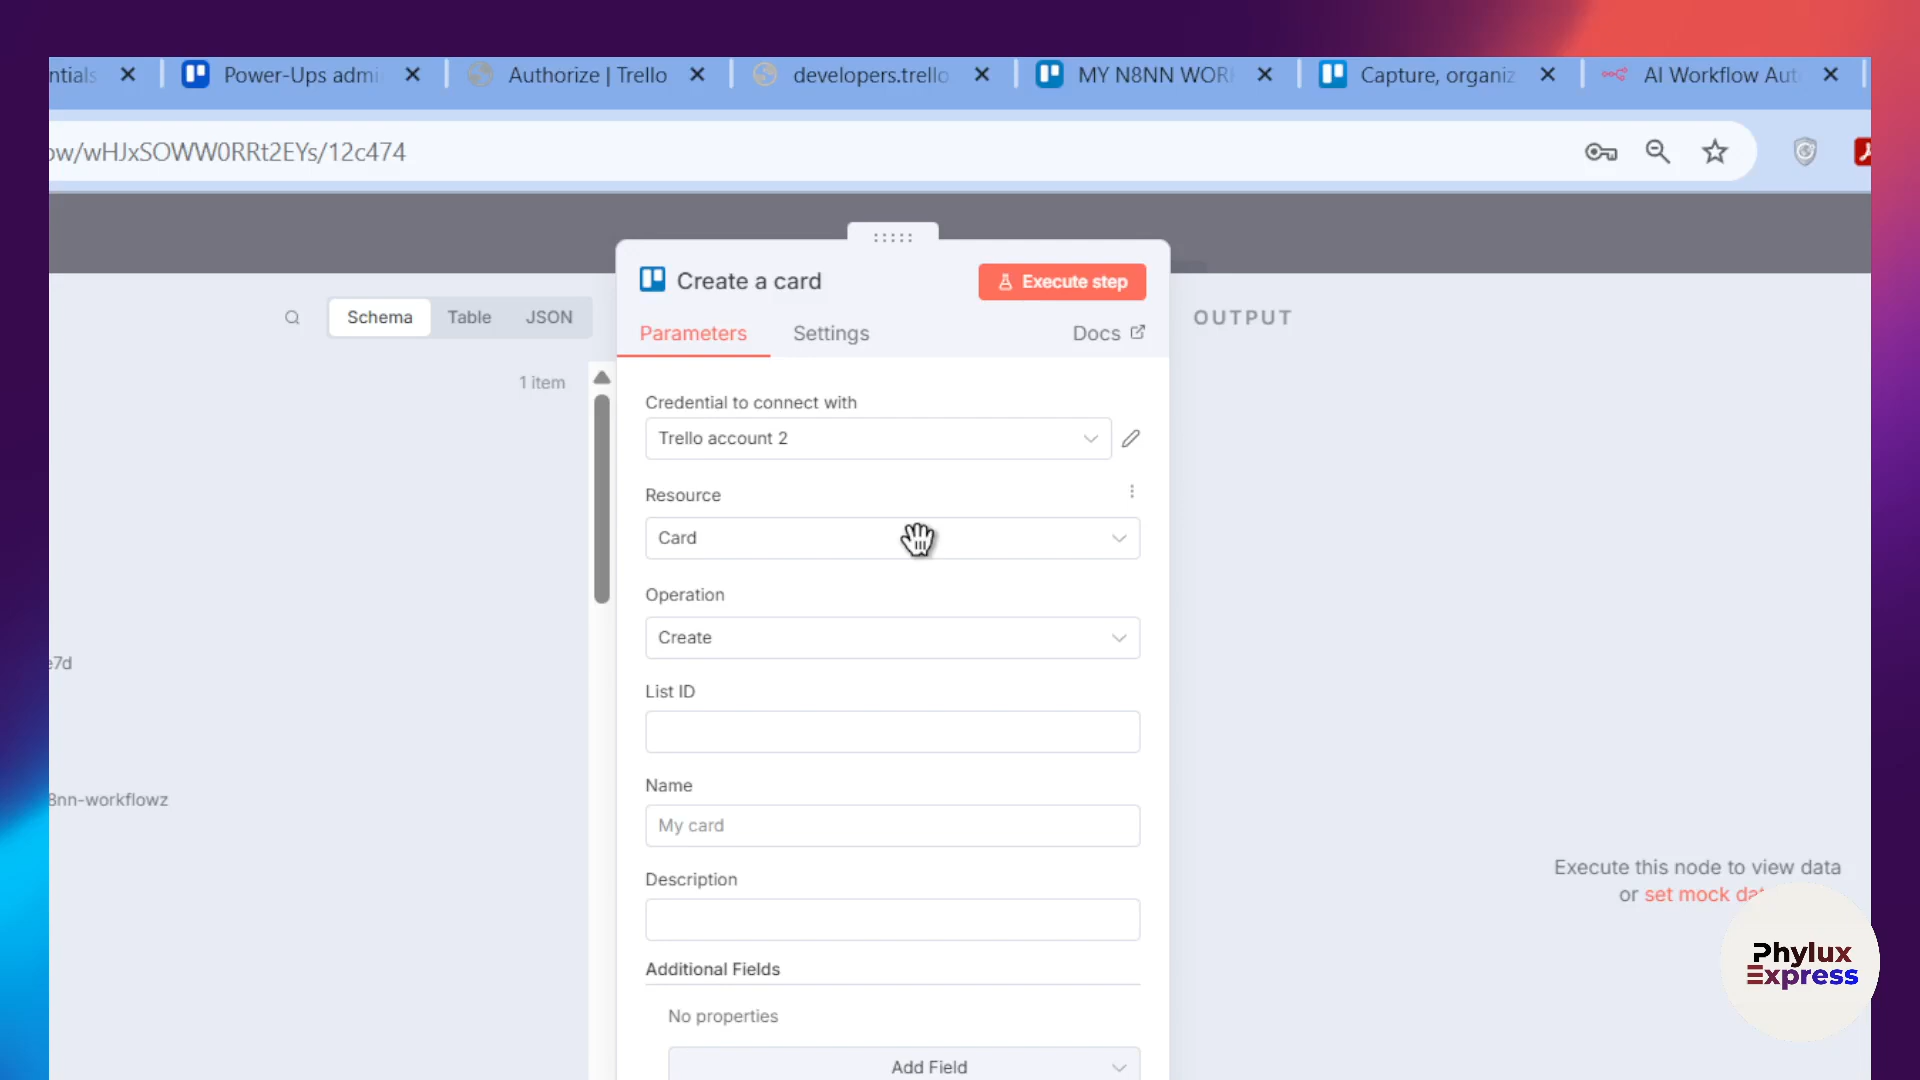 ntials
Power-Ups admi
Authorize | Trello
developers.trello
MY N8NN WOR
Capture, organiz
AI Workflow Aut
ow/wHJxSOWW0RRt2EYs/12c474
Create a card
Execute step
Schema
Table
JSON
Parameters
Settings
Docs
OUTPUT
1 item
Credential to connect with
Trello account 2
Resource
Card
Operation
Create
e7d
List ID
Name
8nn-workflowz
My card
Description
Execute this node to view data
or set mock dat
Additional Fields
Phylux
Express
No properties
Add Field